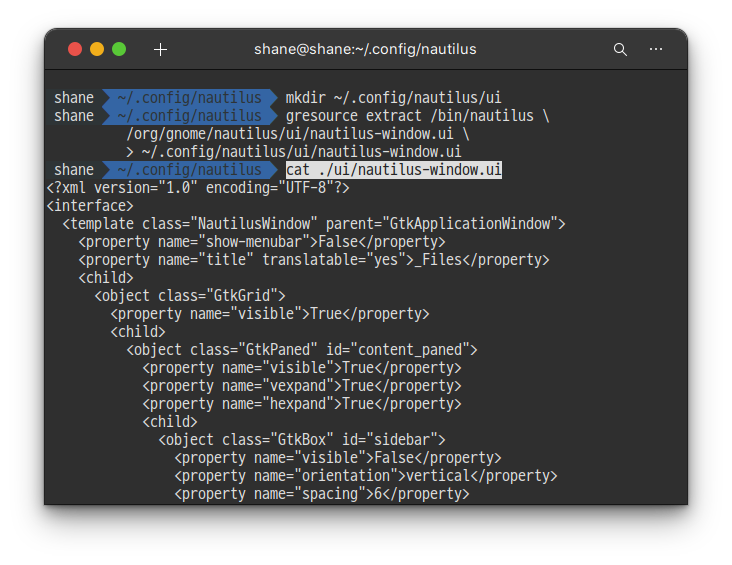 shane@shane:~/.config/nautilus
shane ~/.config/nautilus mkdir ~/.config/nautilus/ui
shane ~/.config/nautilus gresource extract /bin/nautilus \
/org/gnome/nautilus/ui/nautilus-window.ui \
> ~/.config/nautilus/ui/nautilus-window.ui
shane ~/.config/nautilus cat ./ui/nautilus-window.ui
<?xml version="1.0" encoding="UTF-8"?>
<interface>
  <template class="NautilusWindow" parent="GtkApplicationWindow">
    <property name="show-menubar">False</property>
    <property name="title" translatable="yes">_Files</property>
    <child>
      <object class="GtkGrid">
        <property name="visible">True</property>
        <child>
          <object class="GtkPaned" id="content_paned">
            <property name="visible">True</property>
            <property name="vexpand">True</property>
            <property name="hexpand">True</property>
            <child>
              <object class="GtkBox" id="sidebar">
                <property name="visible">False</property>
                <property name="orientation">vertical</property>
                <property name="spacing">6</property>